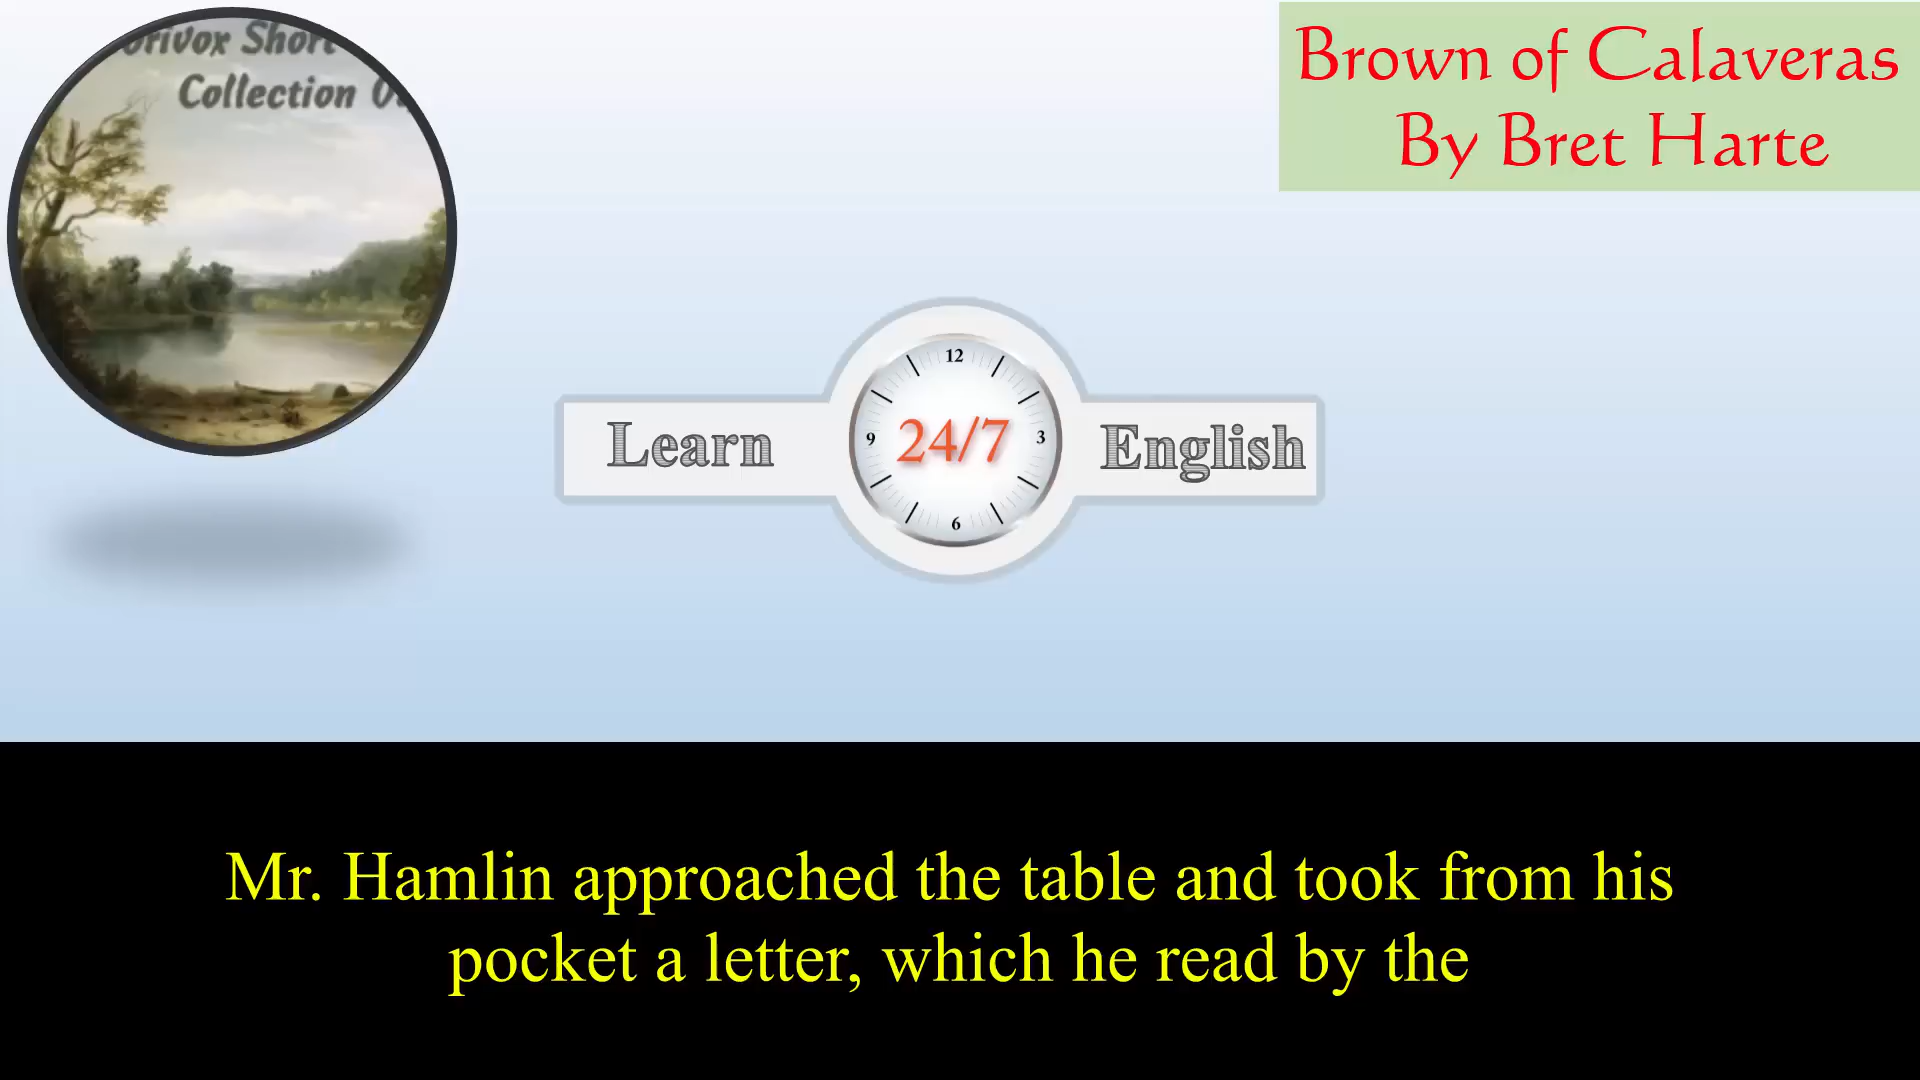 Short
Collection
Brown of Calaveras
By Bret Harte
12
Learn
9
24/7
3
English
6
Mr. Hamlin approached the table and took from his
pocket a letter, which he read by the